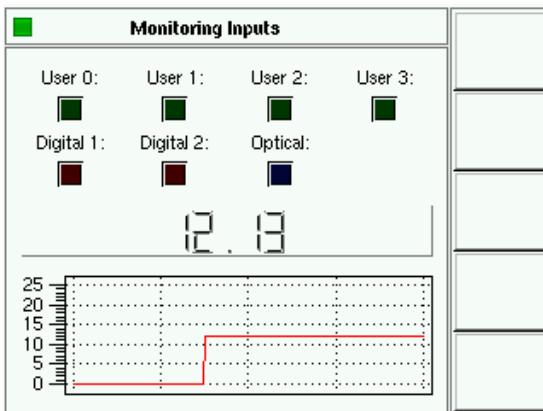 Monitoring Inputs
User 0: User 1: User 2: User 3:
Digital 1: Digital 2: Optical:
12.13
25
20
15
10
5
0